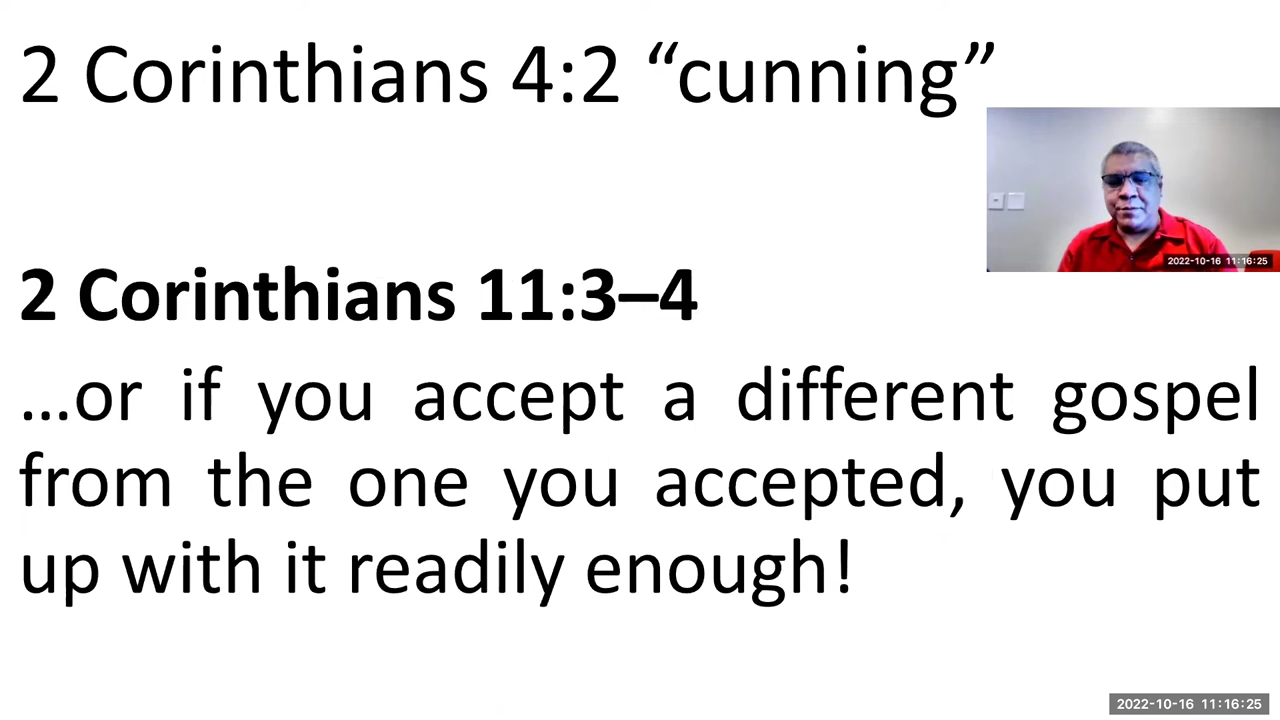 2 Corinthians 4:2 “cunning”
2022-10-16 11:16:25
2 Corinthians 11:3–4
…or if you accept a different gospel
from the one you accepted, you put
up with it readily enough!
2022-10-16 11:16:25